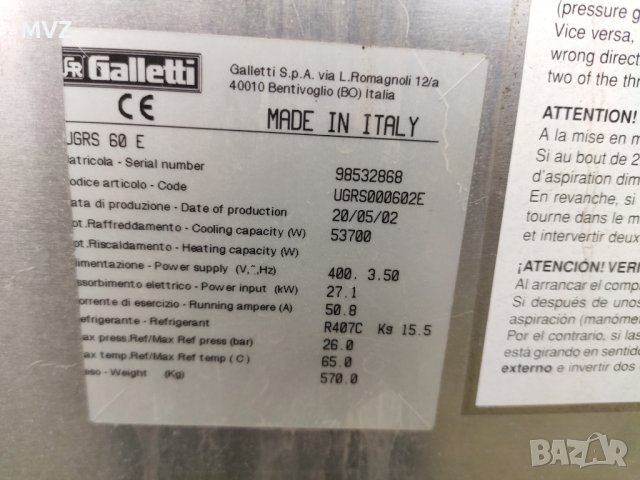 MVZ
Galletti
Galletti S.p.A. via L.Romagnoli 12/a
40010 Bentivoglio (BO) Italia
CE
MADE IN ITALY
UGRS 60 E
atricola - Serial number 98532868
odice articolo - Code UGRS000602E
ata di produzione - Date of production 20/05/02
ot.Raffreddamento - Cooling capacity (W) 53700
ot.Riscaldamento - Heating capacity (W)
limentazione - Power supply (V,~,Hz) 400. 3.50
ssorbimento elettrico - Power input (kW) 27.1
orrente di esercizio - Running ampere (A) 50.8
efrigerante - Refrigerant R407C Kg 15.5
ax press.Ref/Max Ref press (bar) 26.0
ax temp.Ref/Max Ref temp ( C) 65.0
eso - Weight (Kg) 570.0
(pressure g
Vice versa,
wrong direct
two of the thr
ATTENTION!
A la mise en m
Si au bout de 2
d'aspiration dim
En revanche, si
tourne dans le m
et intervertir deux
¡ATENCIÓN! VERI
Al arrancar el comp
Si después de unos
aspiración (manóme
Por el contrario, si las
está girando en sentido
externo e invertir dos
BAZAR